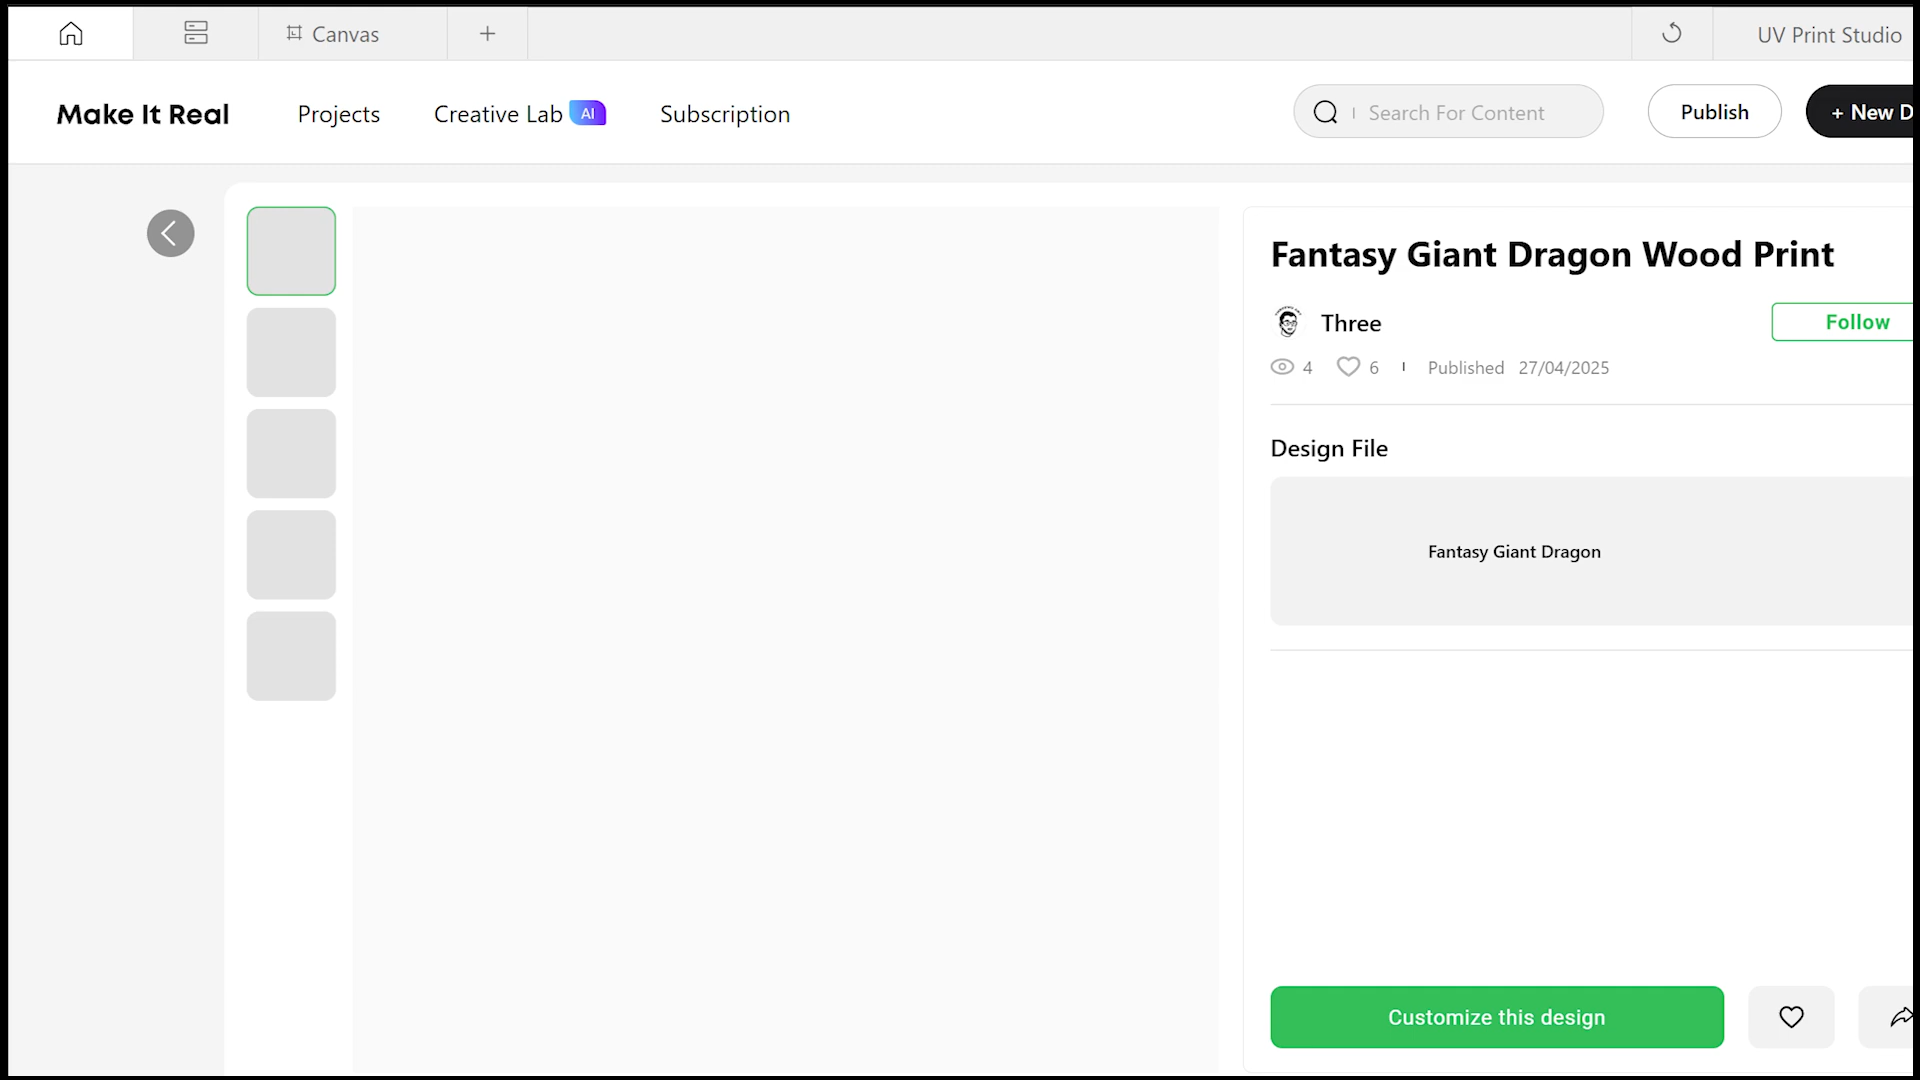 Canvas
UV Print Studio
Make It Real
Projects
Creative Lab AI
Subscription
Search For Content
Publish
+ New D
Fantasy Giant Dragon Wood Print
Three
Follow
4
6
Published 27/04/2025
Design File
Fantasy Giant Dragon
Customize this design